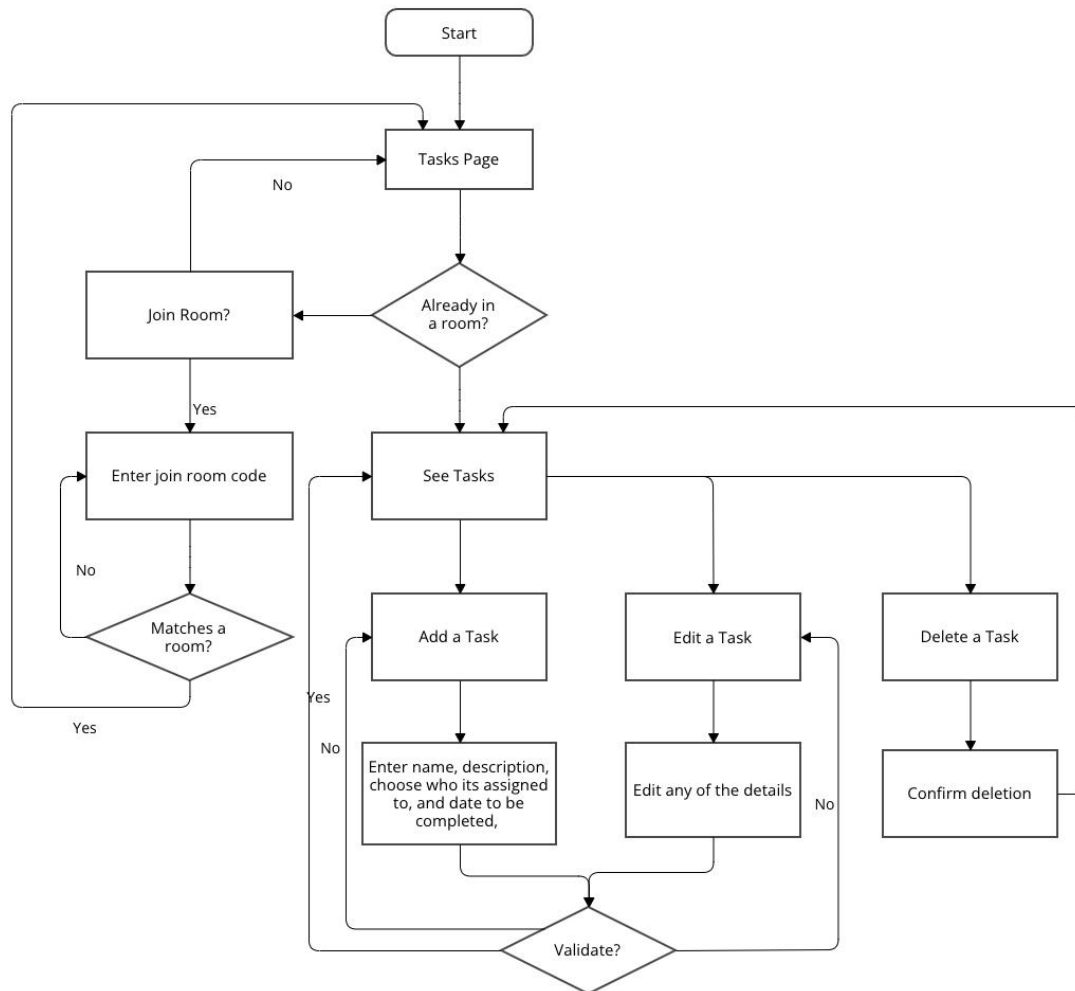 Start
Tasks Page
No
Join Room?
Already in
a room?
Yes
Enter join room code
See Tasks
No
Matches a
room?
Add a Task
Edit a Task
Delete a Task
Yes
Yes
No
Enter name, description,
choose who its assigned
to, and date to be
completed,
Edit any of the details
No
Confirm deletion
Validate?